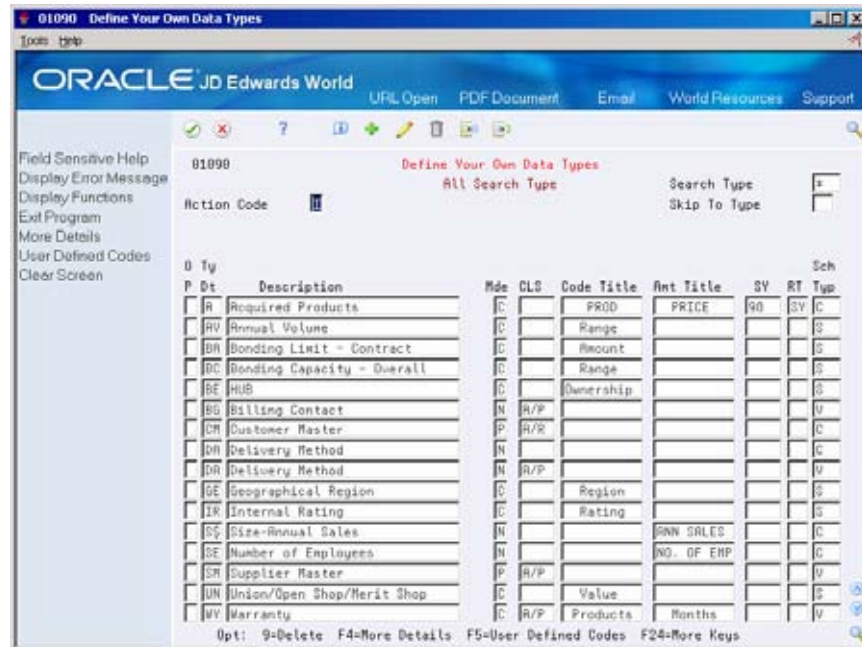 01090 Define Your Own Data Types
Tools Help
ORACLE JD Edwards World
URL Open PDF Document Email World Resources Support
Field Sensitive Help
Display Error Message
Display Functions
Exit Program
More Details
User Defined Codes
Clear Screen
01090 Define Your Own Data Types
All Search Type Search Type *
Action Code I Skip To Type
O Ty Sch
P Dt Description Mde CLS Code Title Amt Title SY RT Typ
A Acquired Products C PROD PRICE 90 SY C
AV Annual Volume C Range S
BA Bonding Limit - Contract C Amount S
BC Bonding Capacity - Overall C Range S
BE HUB C Ownership S
BG Billing Contact N A/P V
CM Customer Master P A/R C
DA Delivery Method N C
DA Delivery Method N A/P V
GE Geographical Region C Region S
IR Internal Rating C Rating S
S$ Size-Annual Sales N ANN SALES C
SE Number of Employees N NO. OF EMP C
SM Supplier Master P A/P V
UN Union/Open Shop/Merit Shop C Value S
WY Warranty C A/P Products Months V
Opt: 9=Delete F4=More Details F5=User Defined Codes F24=More Keys